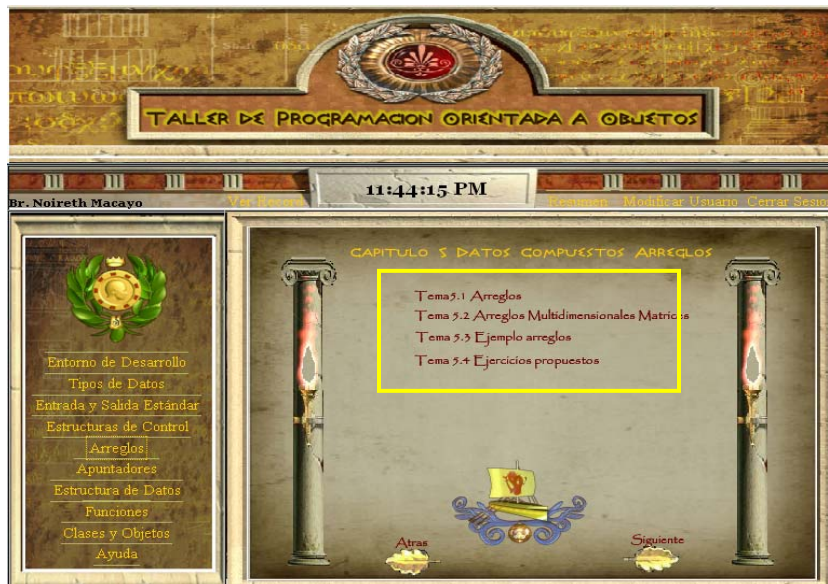 TALLER DE PROGRAMACION ORIENTADA A OBJETOS
11:44:15 PM
Br. Noireth Macayo
Ver Record
Resumen Modificar Usuario Cerrar Sesio
CAPITULO 5 DATOS COMPUESTOS ARREGLOS
Tema5.1 Arreglos
Tema 5.2 Arreglos Multidimensionales Matrices
Tema 5.3 Ejemplo arreglos
Tema 5.4 Ejercicios propuestos
Entorno de Desarrollo
Tipos de Datos
Entrada y Salida Estándar
Estructuras de Control
Arreglos
Apuntadores
Estructura de Datos
Funciones
Clases y Objetos
Ayuda
Atras
Siguiente